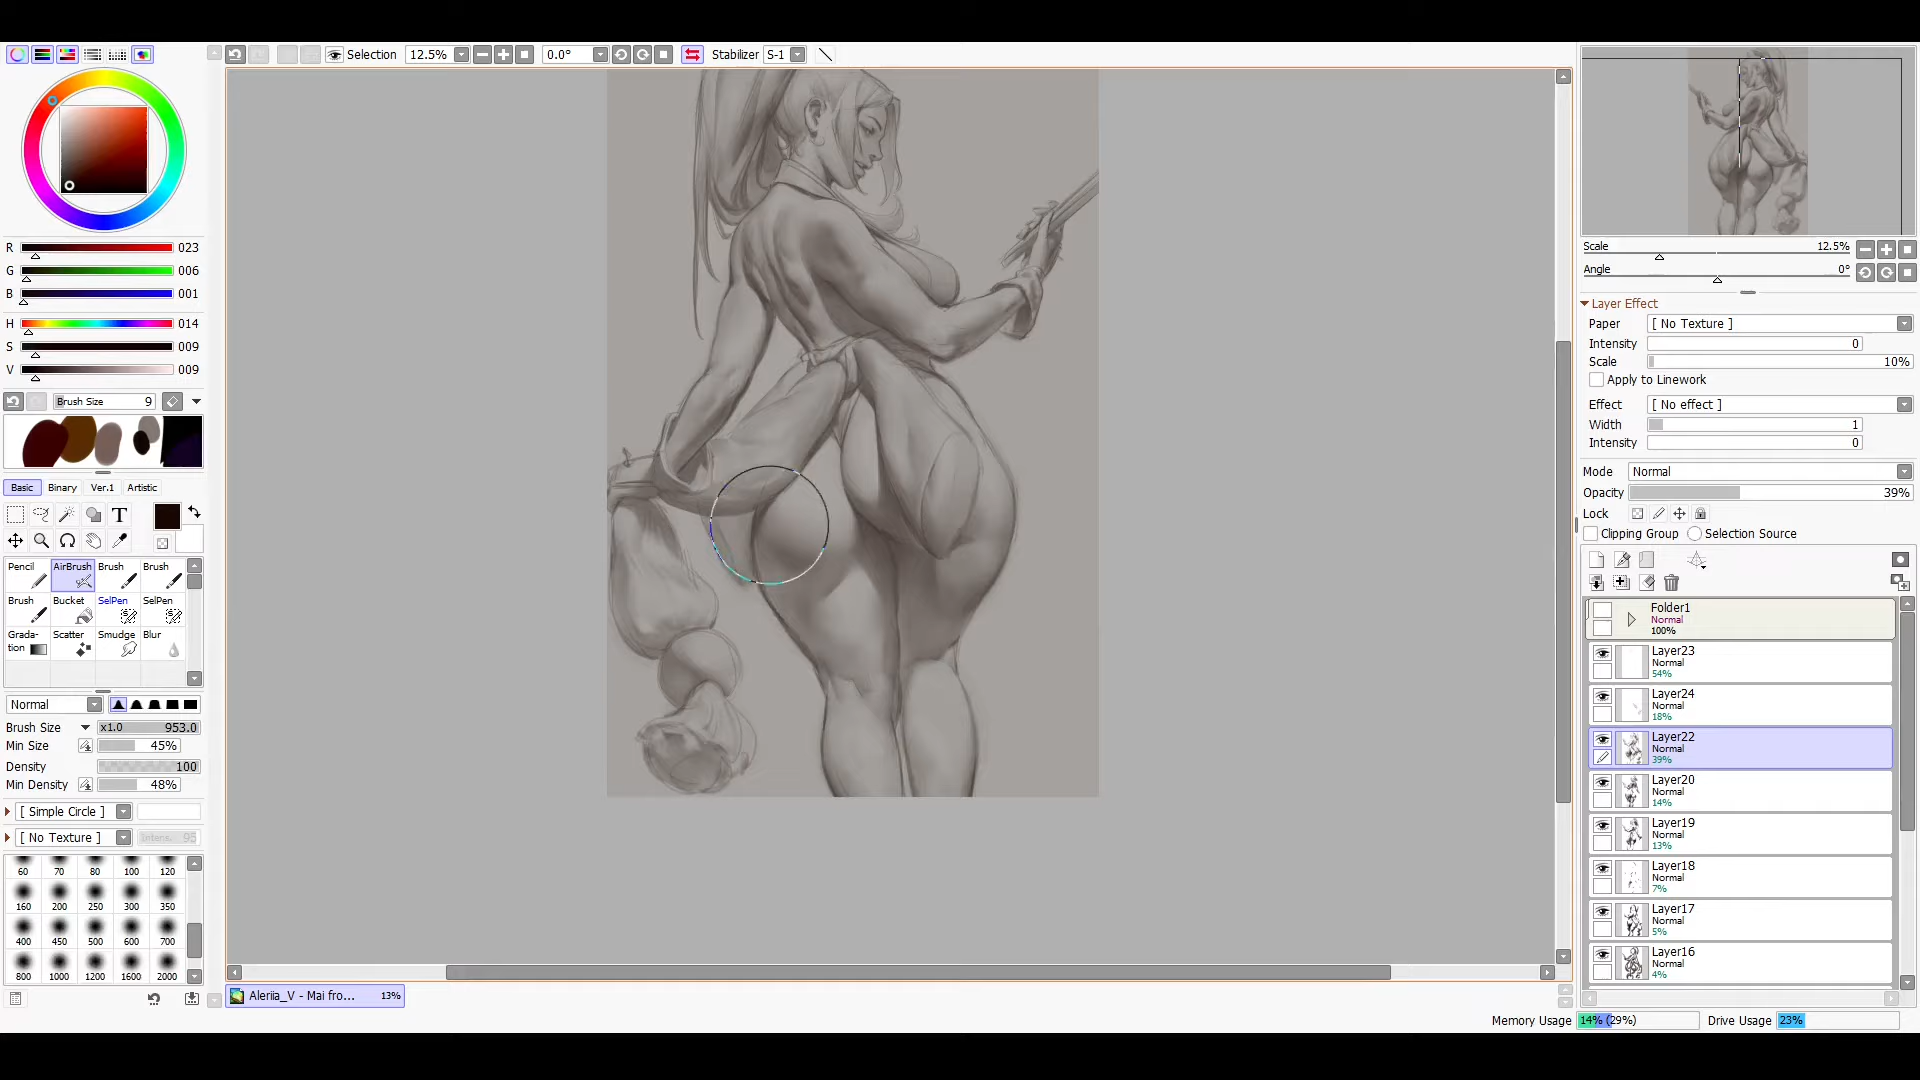 Selection 12.5% 0.0° Stabilizer S-1
R 023
G 006
B 001
H 014
S 009
V 009
Brush Size 9
Basic Binary Ver.1 Artistic
T
Pencil AirBrush Brush Brush
Brush Bucket SelPen SelPen
Grada-
tion Scatter Smudge Blur
Normal
Brush Size x1.0 953.0
Min Size 45%
Density 100
Min Density 48%
[ Simple Circle ]
[ No Texture ] Intens. 95
60 70 80 100 120
160 200 250 300 350
400 450 500 600 700
800 1000 1200 1600 2000
Aleriia_V - Mai fro... 13%
Scale 12.5%
Angle 0°
Layer Effect
Paper [ No Texture ]
Intensity 0
Scale 10%
Apply to Linework
Effect [ No effect ]
Width 1
Intensity 0
Mode Normal
Opacity 39%
Lock
Clipping Group Selection Source
Folder1
Normal
100%
Layer23
Normal
54%
Layer24
Normal
18%
Layer22
Normal
39%
Layer20
Normal
14%
Layer19
Normal
13%
Layer18
Normal
7%
Layer17
Normal
5%
Layer16
Normal
4%
Memory Usage 14% (29%) Drive Usage 23%